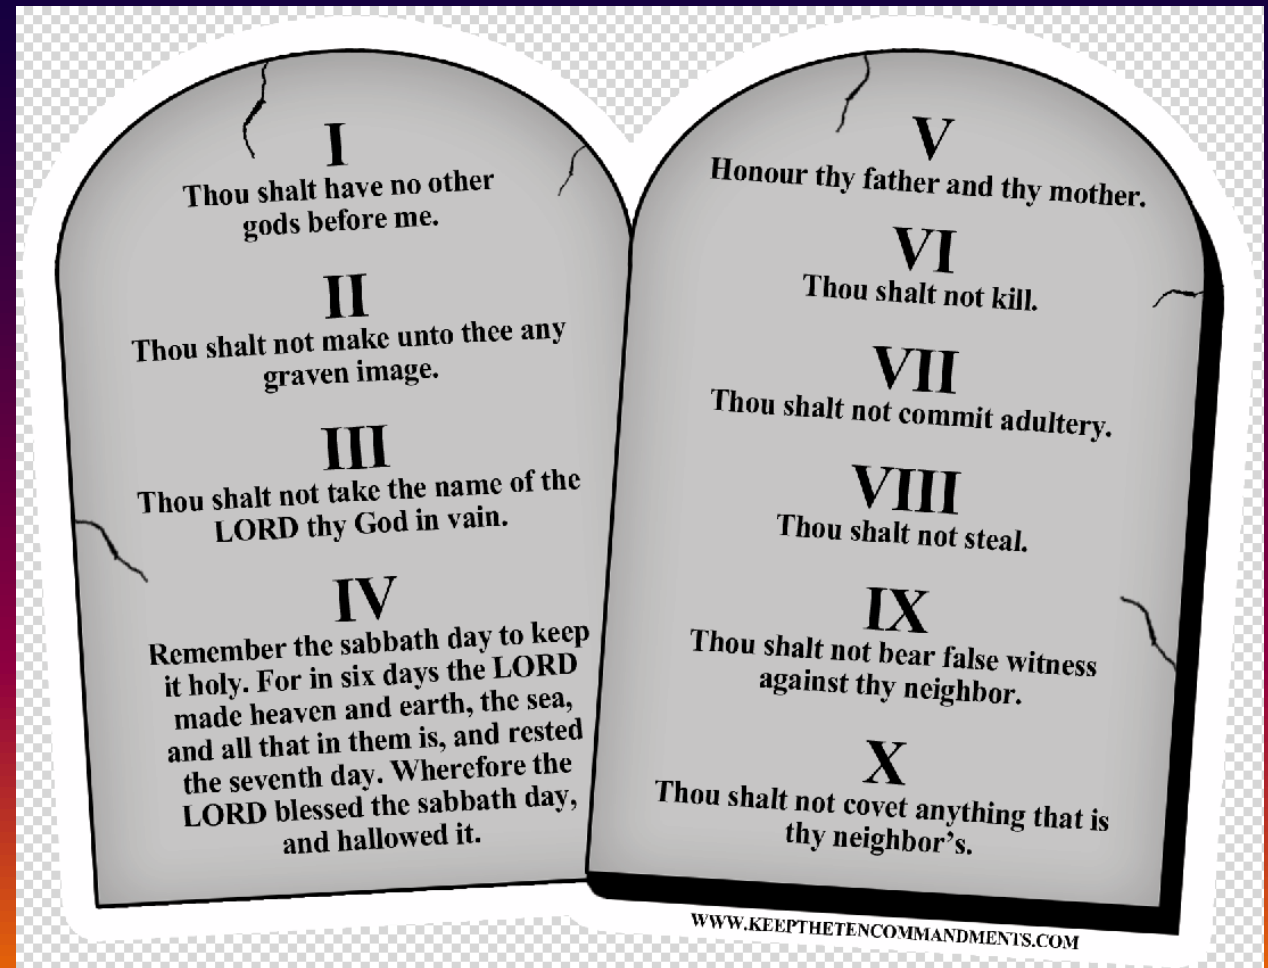 I
Thou shalt have no other
gods before me.
II
Thou shalt not make unto thee any
graven image.
III
Thou shalt not take the name of the
LORD thy God in vain.
IV
Remember the sabbath day to keep
it holy. For in six days the LORD
made heaven and earth, the sea,
and all that in them is, and rested
the seventh day. Wherefore the
LORD blessed the sabbath day,
and hallowed it.
V
Honour thy father and thy mother.
VI
Thou shalt not kill.
VII
Thou shalt not commit adultery.
VIII
Thou shalt not steal.
IX
Thou shalt not bear false witness
against thy neighbor.
X
Thou shalt not covet anything that is
thy neighbor’s.
WWW.KEEPTHETENCOMMANDMENTS.COM